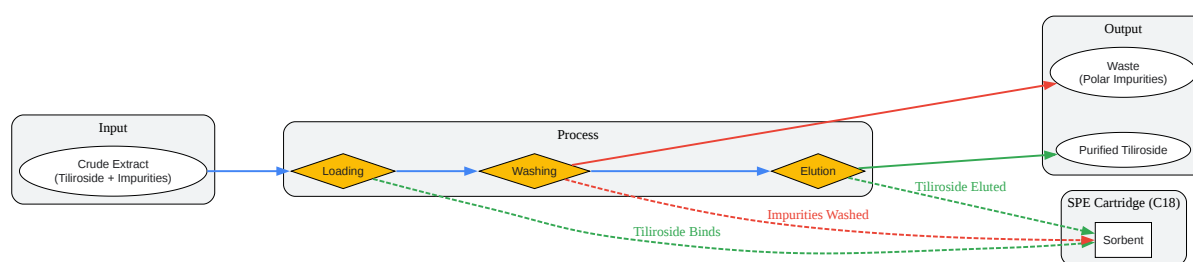 Input
Crude Extract
(Tiliroside + Impurities)
Process
Loading
Washing
Elution
Output
Waste
(Polar Impurities)
Purified Tiliroside
Tiliroside Eluted
Impurities Washed
Tiliroside Binds
SPE Cartridge (C18)
Sorbent